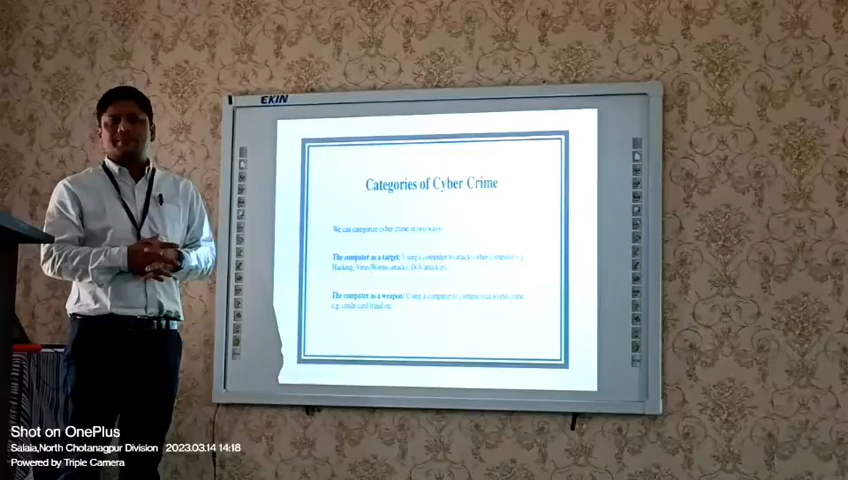 EKIN
Categories of Cyber Crime
We can categorize cyber crime in two ways
The computer as a target: Using a computer to attacks other computer e.g.
Hacking, Virus/Worms attacks, DoS attack etc.
The computer as a weapon: Using a computer to commit real world crime
e.g. credit card fraud etc.
Shot on OnePlus
Salaia,North Chotanagpur Division 2023.03.14 14:18
Powered by Triple Camera